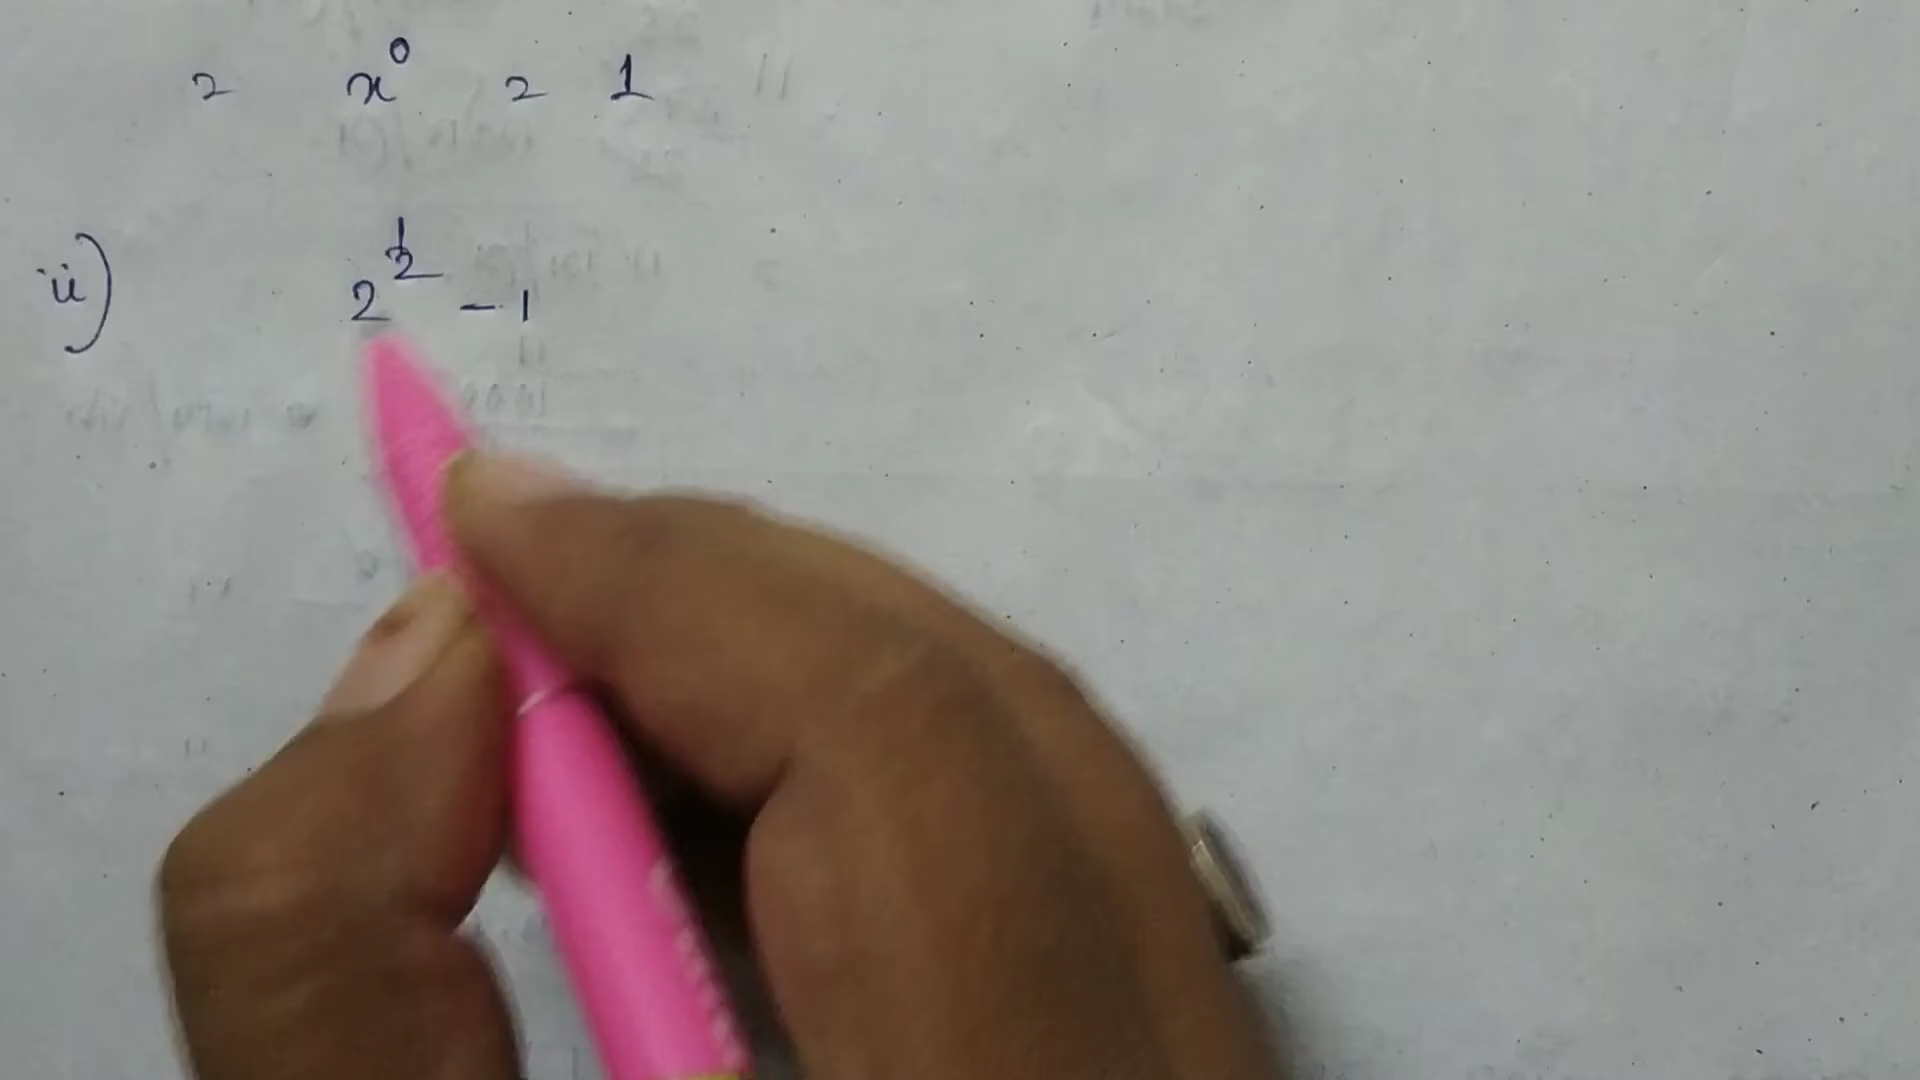 = x⁰ = 1
ii) 2^½ - 1